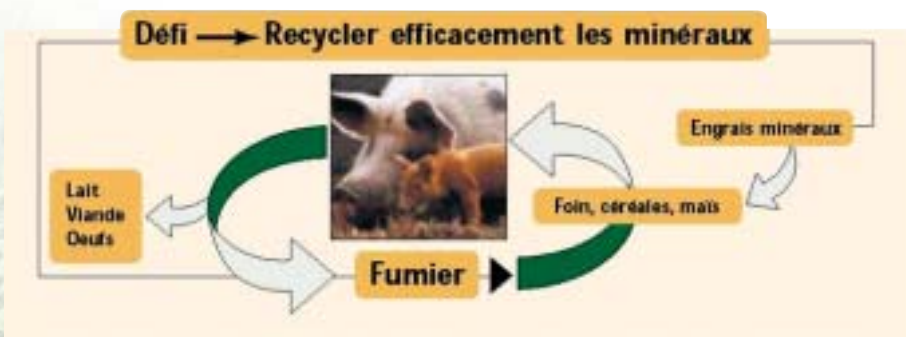 Défi → Recycler efficacement les minéraux
Engrais minéraux
Lait
Viande
Oeufs
Foin, céréales, maïs
Fumier